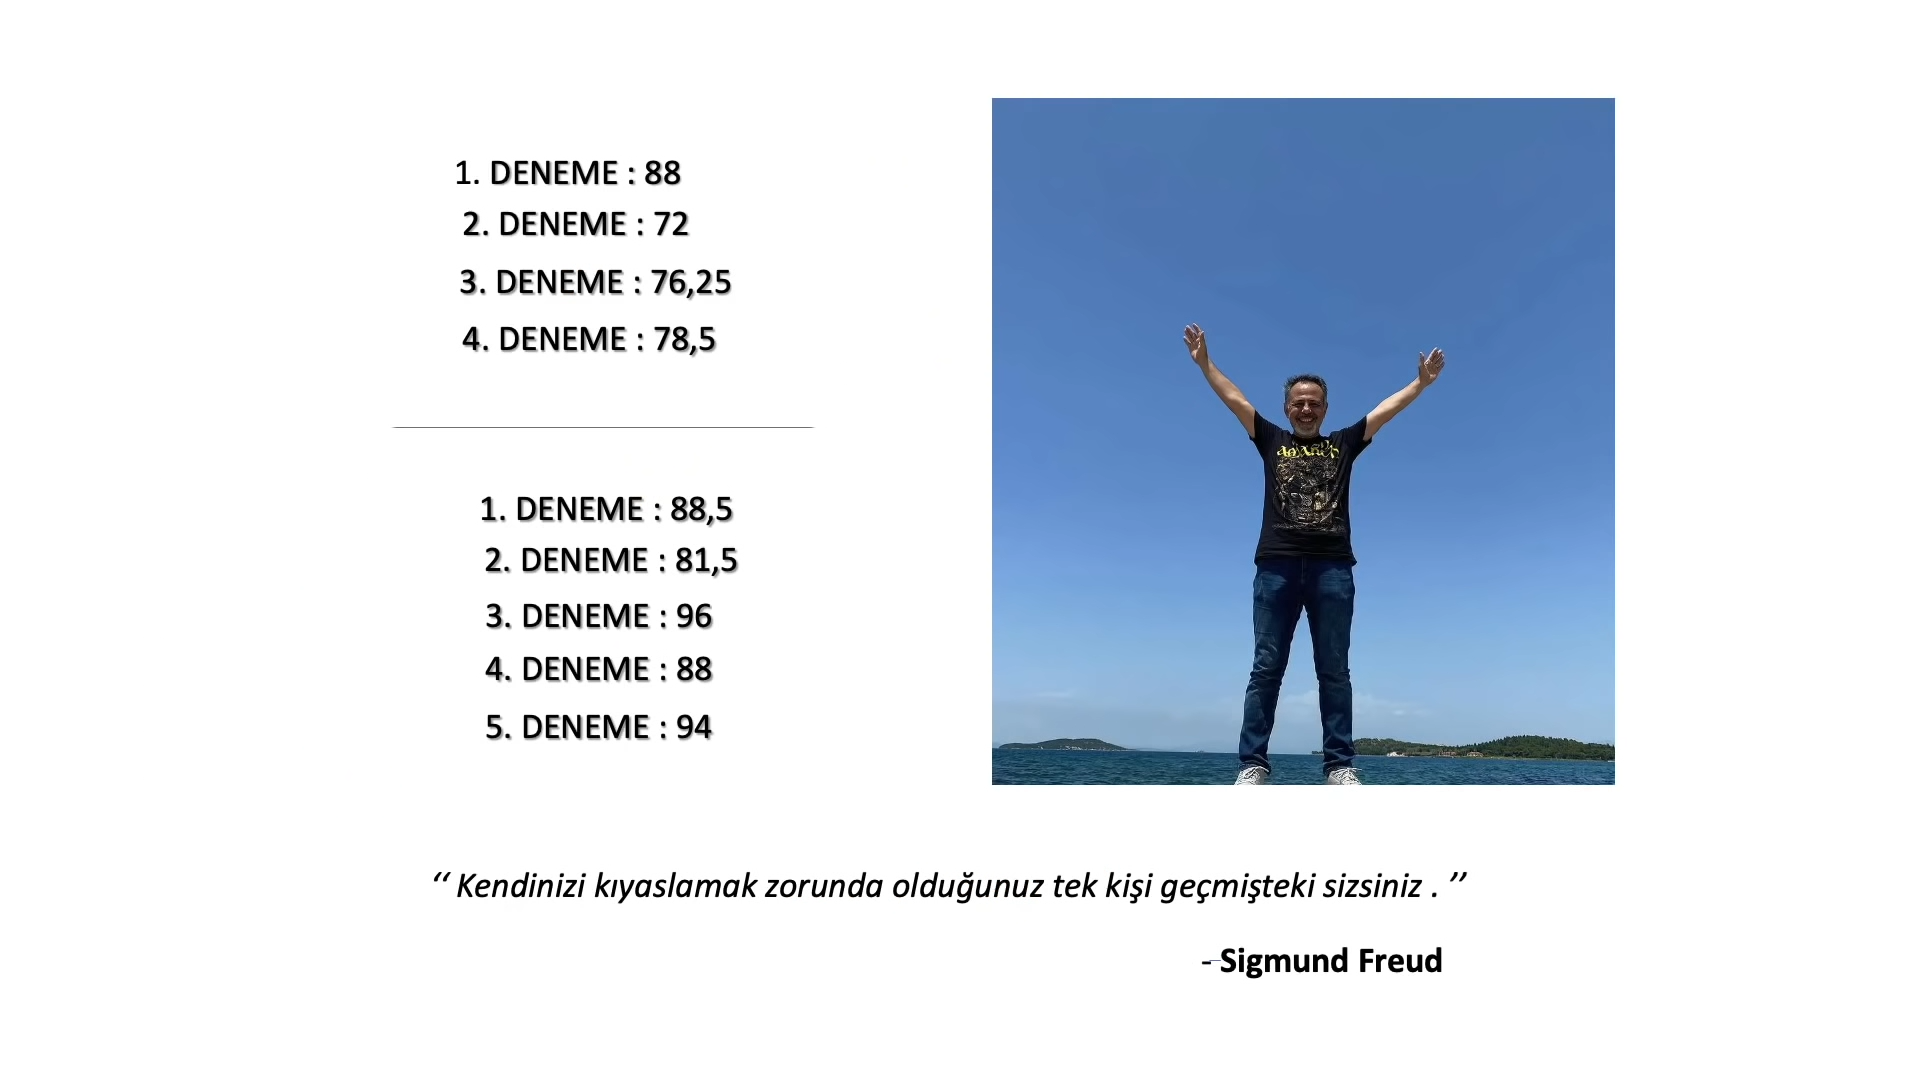 1. DENEME : 88
2. DENEME : 72
3. DENEME : 76,25
4. DENEME : 78,5
1. DENEME : 88,5
2. DENEME : 81,5
3. DENEME : 96
4. DENEME : 88
5. DENEME : 94
‘‘ Kendinizi kıyaslamak zorunda olduğunuz tek kişi geçmişteki sizsiniz . ’’
- Sigmund Freud